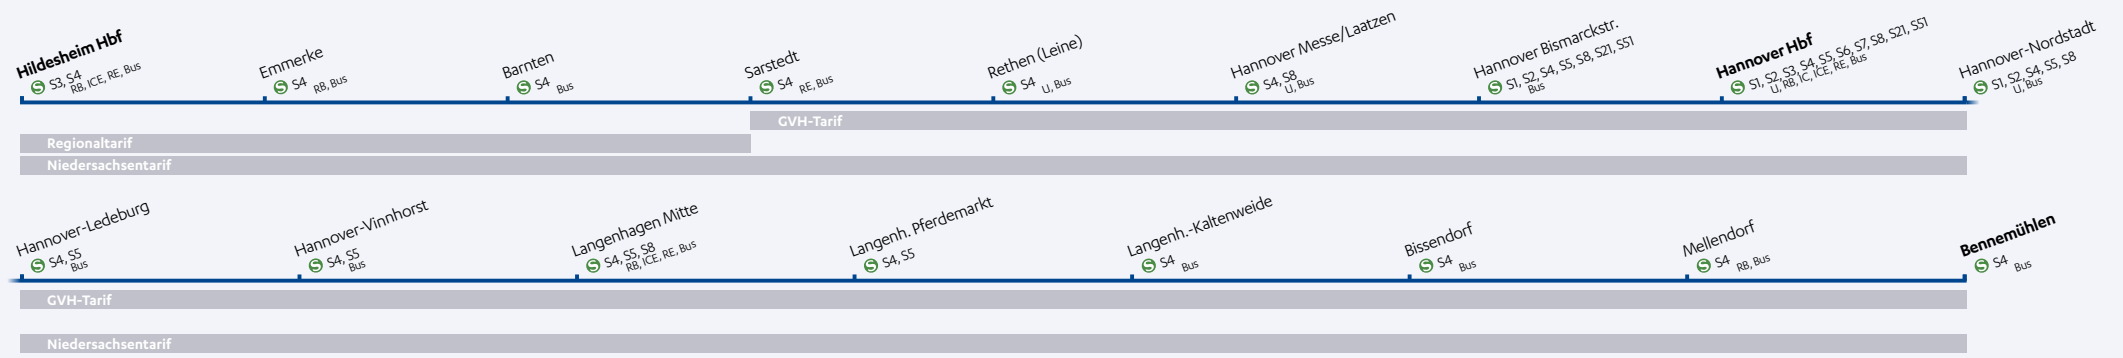 Hildesheim Hbf
S3, S4
RB, ICE, RE, Bus
Emmerke
S4
RB, Bus
Barnten
S4
Bus
Sarstedt
S4
RE, Bus
Rethen (Leine)
S4
U, Bus
Hannover Messe/Laatzen
S4, S8
U, Bus
Hannover Bismarckstr.
S1, S2, S4, S5, S8, S21, S51
Bus
Hannover Hbf
S1, S2, S3, S4, S5, S6, S7, S8, S21, S51
U, RB, IC, ICE, RE, Bus
Hannover-Nordstadt
S1, S2, S4, S5, S8
U, Bus
GVH-Tarif
Regionaltarif
Niedersachsentarif
Hannover-Ledeburg
S4, S5
Bus
Hannover-Vinnhorst
S4, S5
Bus
Langenhagen Mitte
S4, S5, S8
RB, ICE, RE, Bus
Langenh. Pferdemarkt
S4, S5
Langenh.-Kaltenweide
S4
Bus
Bissendorf
S4
Bus
Mellendorf
S4
RB, Bus
Bennemühlen
S4
Bus
GVH-Tarif
Niedersachsentarif